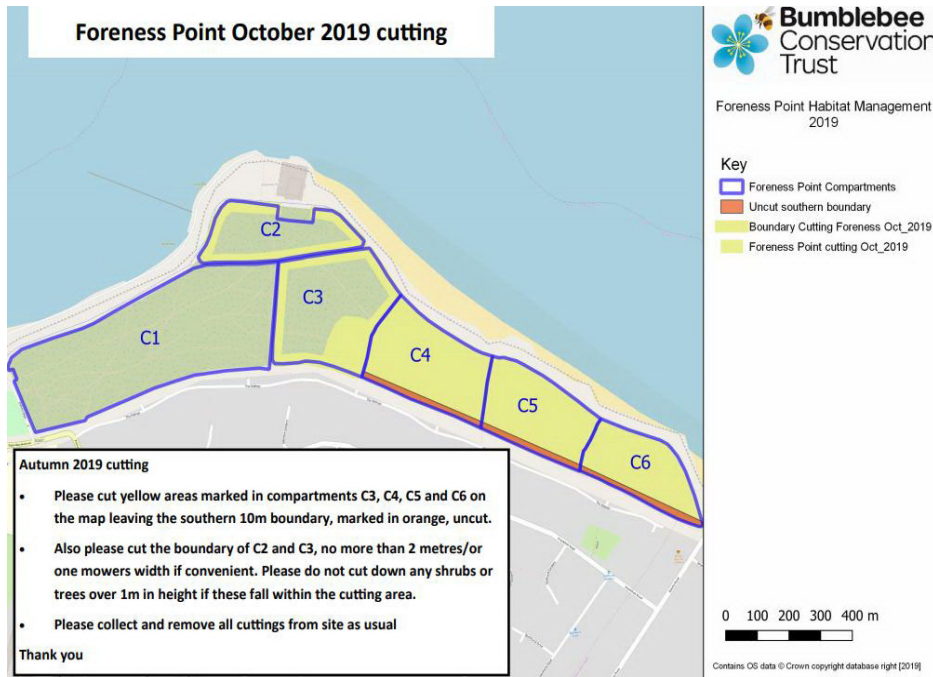 Foreness Point October 2019 cutting
Bumblebee
Conservation
Trust
Foreness Point Habitat Management
2019
Key
Foreness Point Compartments
Uncut southern boundary
Boundary Cutting Foreness Oct_2019
Foreness Point cutting Oct_2019
C2
C3
C1
C4
C5
C6
Autumn 2019 cutting
• Please cut yellow areas marked in compartments C3, C4, C5 and C6 on
the map leaving the southern 10m boundary, marked in orange, uncut.
• Also please cut the boundary of C2 and C3, no more than 2 metres/or
one mowers width if convenient. Please do not cut down any shrubs or
trees over 1m in height if these fall within the cutting area.
• Please collect and remove all cuttings from site as usual
Thank you
0 100 200 300 400 m
Contains OS data © Crown copyright database right [2019]